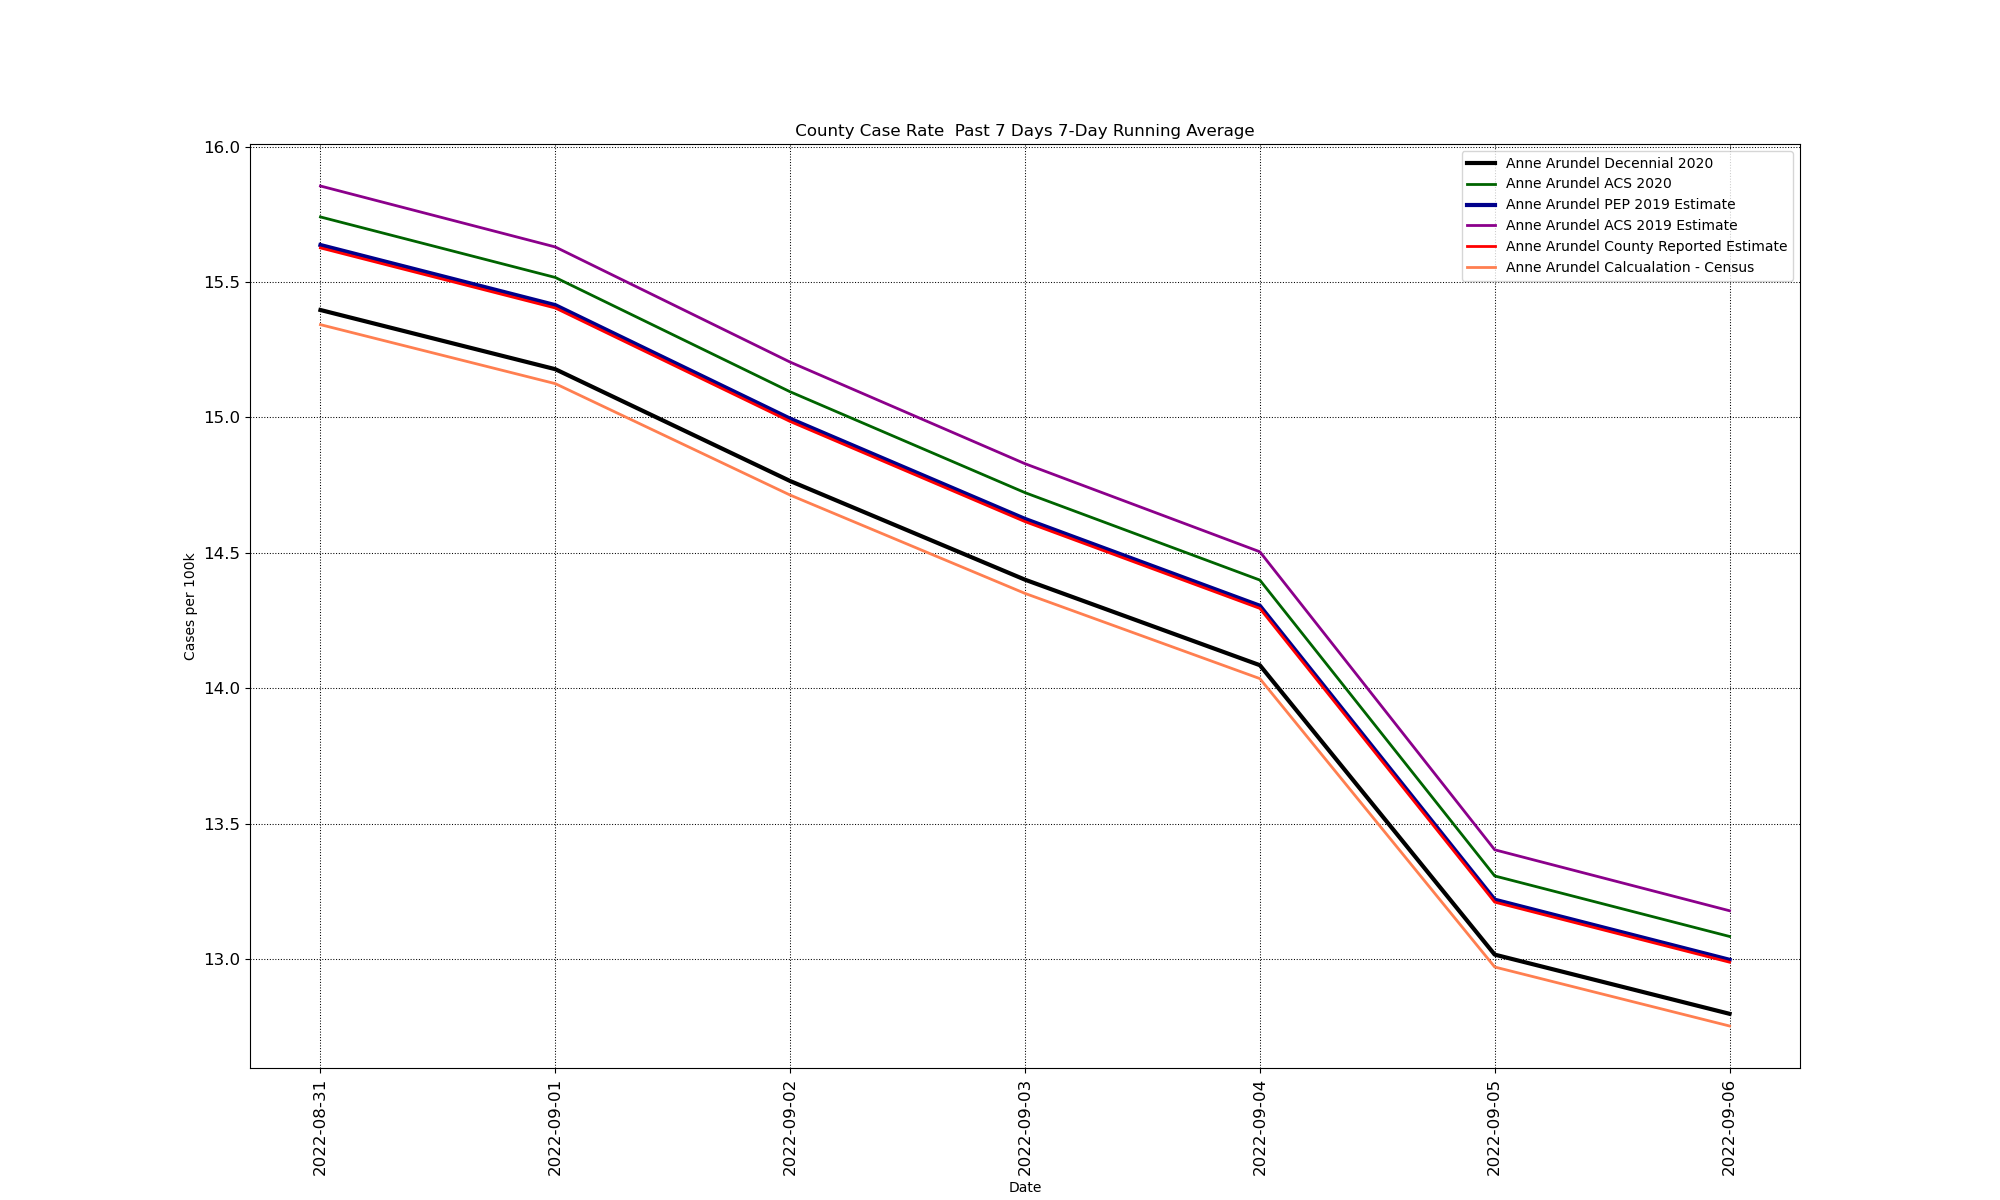 County Case Rate  Past 7 Days 7-Day Running Average
16.0
15.5
15.0
14.5
14.0
13.5
13.0
Cases per 100k
Anne Arundel Decennial 2020
Anne Arundel ACS 2020
Anne Arundel PEP 2019 Estimate
Anne Arundel ACS 2019 Estimate
Anne Arundel County Reported Estimate
Anne Arundel Calcualation - Census
2022-08-31
2022-09-01
2022-09-02
2022-09-03
2022-09-04
2022-09-05
2022-09-06
Date